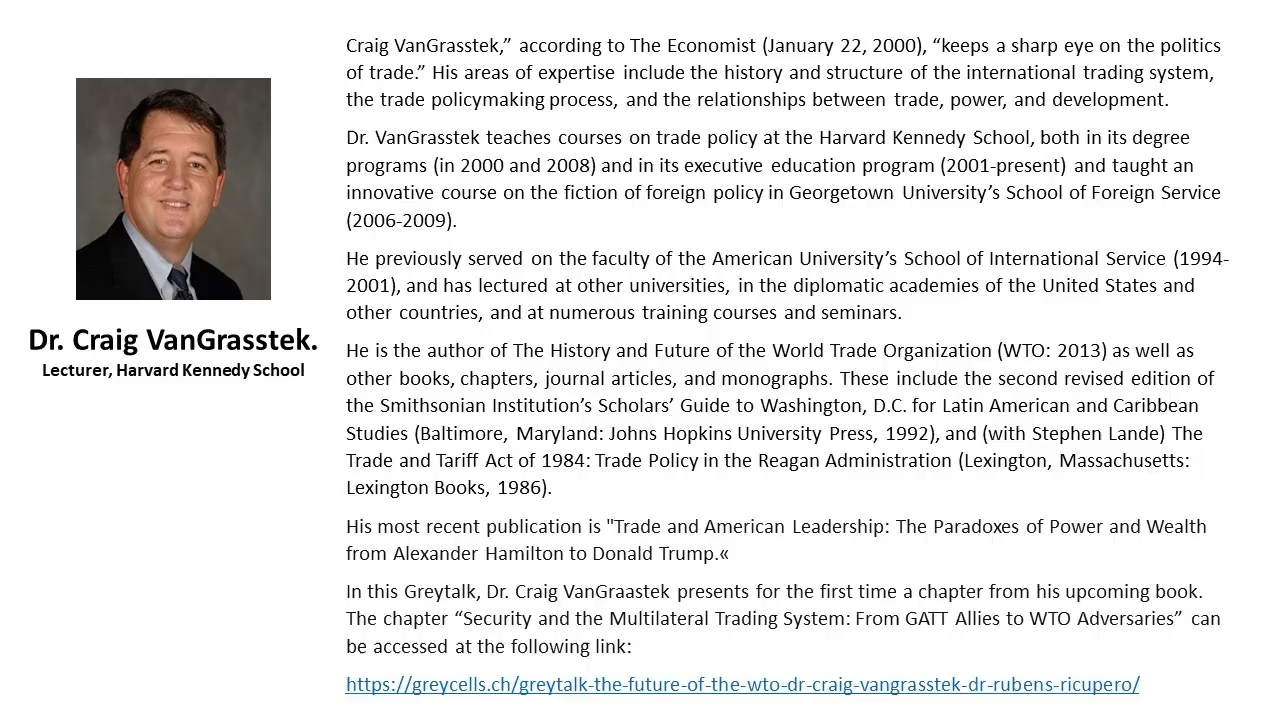 Craig VanGrasstek,” according to The Economist (January 22, 2000), “keeps a sharp eye on the politics
of trade.” His areas of expertise include the history and structure of the international trading system,
the trade policymaking process, and the relationships between trade, power, and development.
Dr. VanGrasstek teaches courses on trade policy at the Harvard Kennedy School, both in its degree
programs (in 2000 and 2008) and in its executive education program (2001-present) and taught an
innovative course on the fiction of foreign policy in Georgetown University’s School of Foreign Service
(2006-2009).
He previously served on the faculty of the American University’s School of International Service (1994-
2001), and has lectured at other universities, in the diplomatic academies of the United States and
other countries, and at numerous training courses and seminars.
He is the author of The History and Future of the World Trade Organization (WTO: 2013) as well as
other books, chapters, journal articles, and monographs. These include the second revised edition of
the Smithsonian Institution’s Scholars’ Guide to Washington, D.C. for Latin American and Caribbean
Studies (Baltimore, Maryland: Johns Hopkins University Press, 1992), and (with Stephen Lande) The
Trade and Tariff Act of 1984: Trade Policy in the Reagan Administration (Lexington, Massachusetts:
Lexington Books, 1986).
His most recent publication is "Trade and American Leadership: The Paradoxes of Power and Wealth
from Alexander Hamilton to Donald Trump.«
In this Greytalk, Dr. Craig VanGraastek presents for the first time a chapter from his upcoming book.
The chapter “Security and the Multilateral Trading System: From GATT Allies to WTO Adversaries” can
be accessed at the following link:
https://greycells.ch/greytalk-the-future-of-the-wto-dr-craig-vangrasstek-dr-rubens-ricupero/
Dr. Craig VanGrasstek.
Lecturer, Harvard Kennedy School